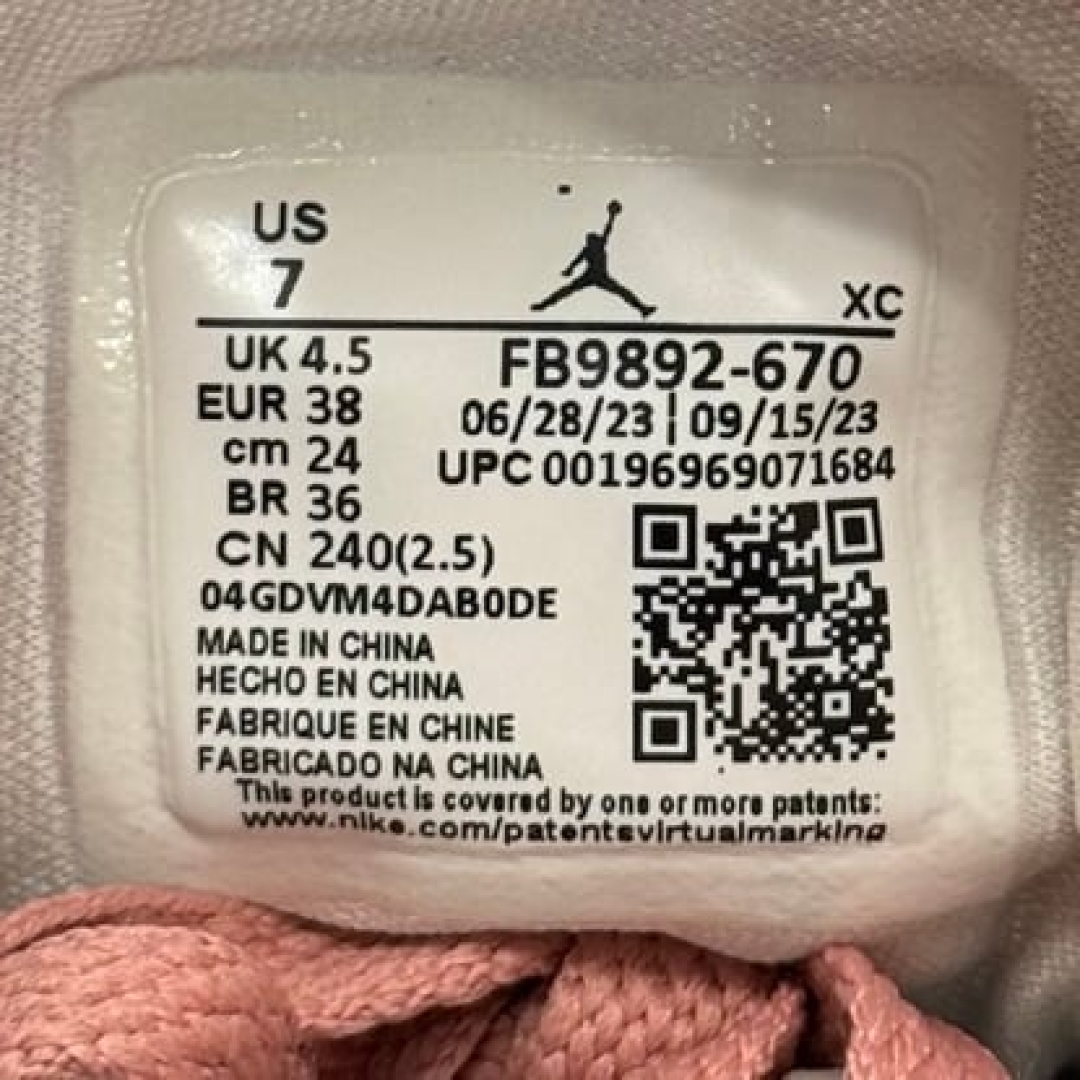 US
7
XC
UK 4.5
EUR 38
cm 24
BR 36
CN 240(2.5)
FB9892-670
06/28/23 | 09/15/23
UPC 00196969071684
04GDVM4DAB0DE
MADE IN CHINA
HECHO EN CHINA
FABRIQUE EN CHINE
FABRICADO NA CHINA
This product is covered by one or more patents:
www.nike.com/patentsvirtualmarking